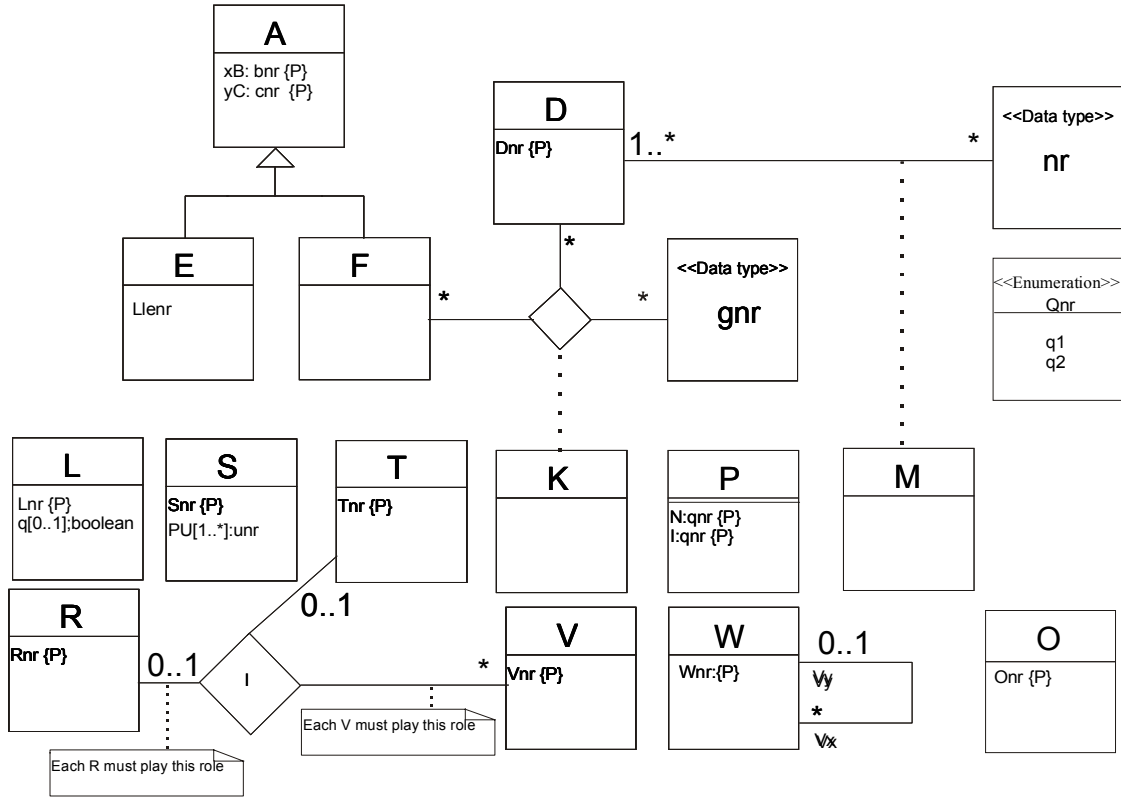 A
xB: bnr {P}
yC: cnr {P}
D
Dnr {P}
1..*
*
<<Data type>>
nr
*
E
Llenr
F
*
*
<<Data type>>
gnr
<<Enumeration>>
Qnr
q1
q2
L
Lnr {P}
q[0..1];boolean
S
Snr {P}
PU[1..*]:unr
T
Tnr {P}
K
P
N:qnr {P}
I:qnr {P}
M
0..1
R
Rnr {P}
0..1
I
*
V
Vnr {P}
W
Wnr:{P}
0..1
Vy
*
Vx
O
Onr {P}
Each V must play this role
Each R must play this role